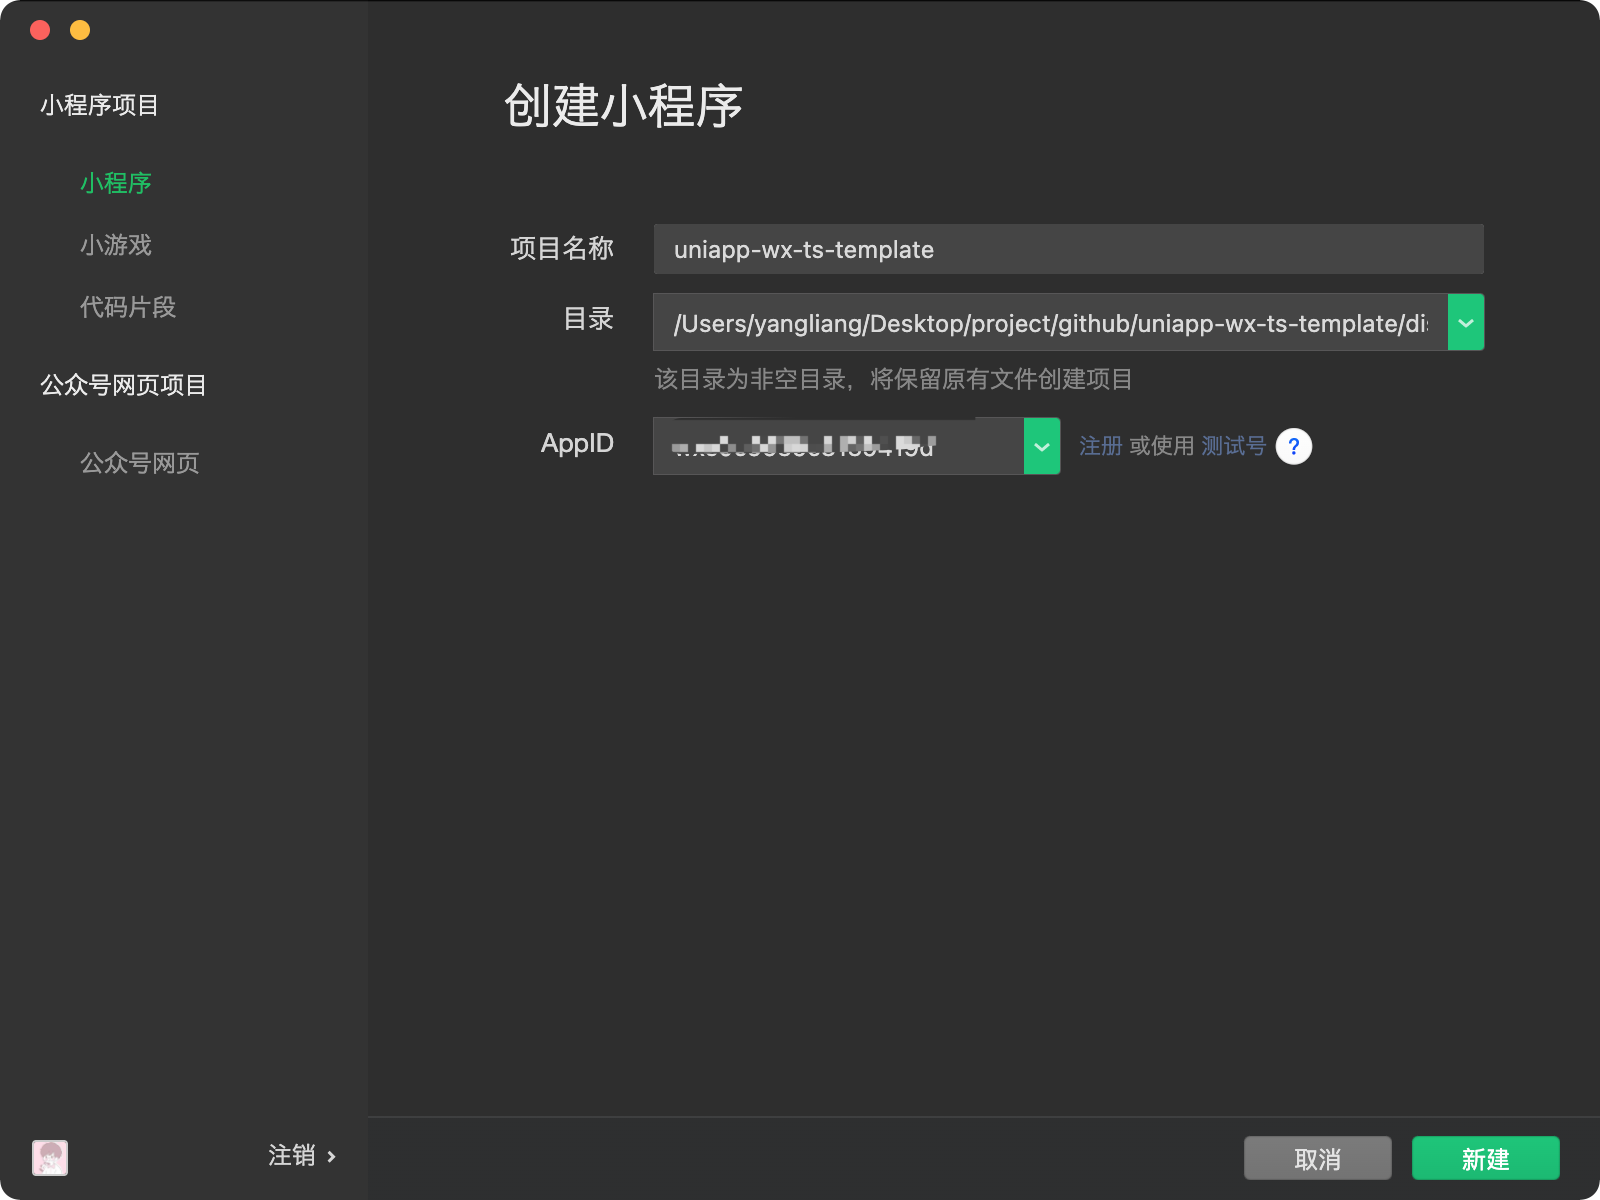 小程序项目
小程序
小游戏
代码片段
公众号网页项目
公众号网页
注销
创建小程序
项目名称
uniapp-wx-ts-template
目录
/Users/yangliang/Desktop/project/github/uniapp-wx-ts-template/di
该目录为非空目录，将保留原有文件创建项目
AppID
注册 或使用 测试号 ?
取消
新建